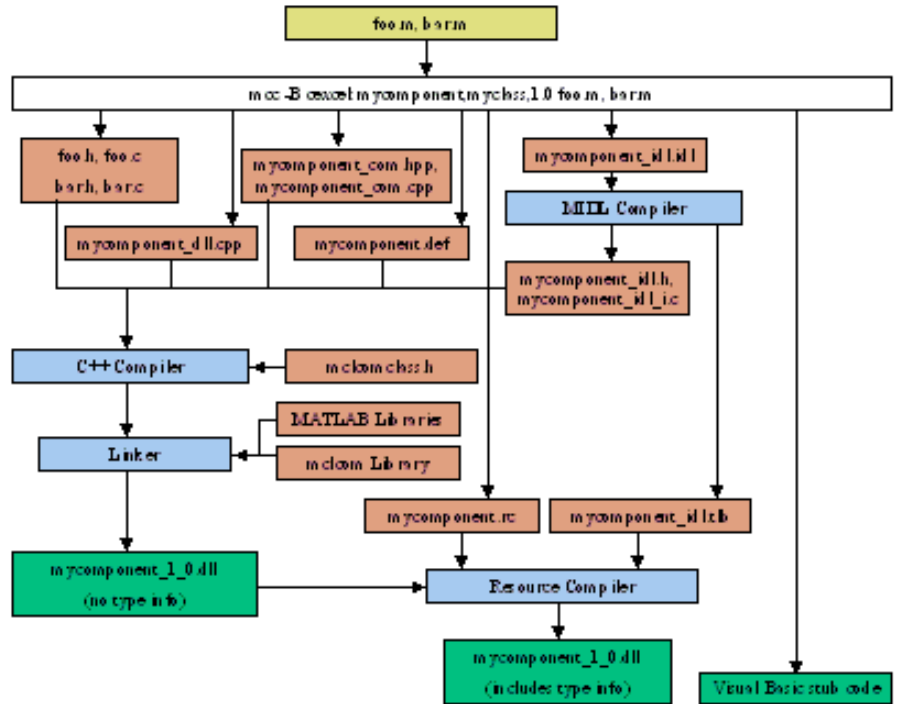 foo.m, bar.m
mcc -B cexcel:mycomponent,myclass,1.0 foo.m, bar.m
foo.h, foo.c
bar.h, bar.c
mycomponent_com.hpp,
mycomponent_com.cpp
mycomponent_idl.idl
MIDL Compiler
mycomponent_dll.cpp
mycomponent.def
mycomponent_idl.h,
mycomponent_idl_i.c
C++ Compiler
mclcomclass.h
MATLAB Libraries
Linker
mclcom Library
mycomponent.rc
mycomponent_idl.tlb
mycomponent_1_0.dll
(no type info)
Resource Compiler
mycomponent_1_0.dll
(includes type info)
Visual Basic stub code